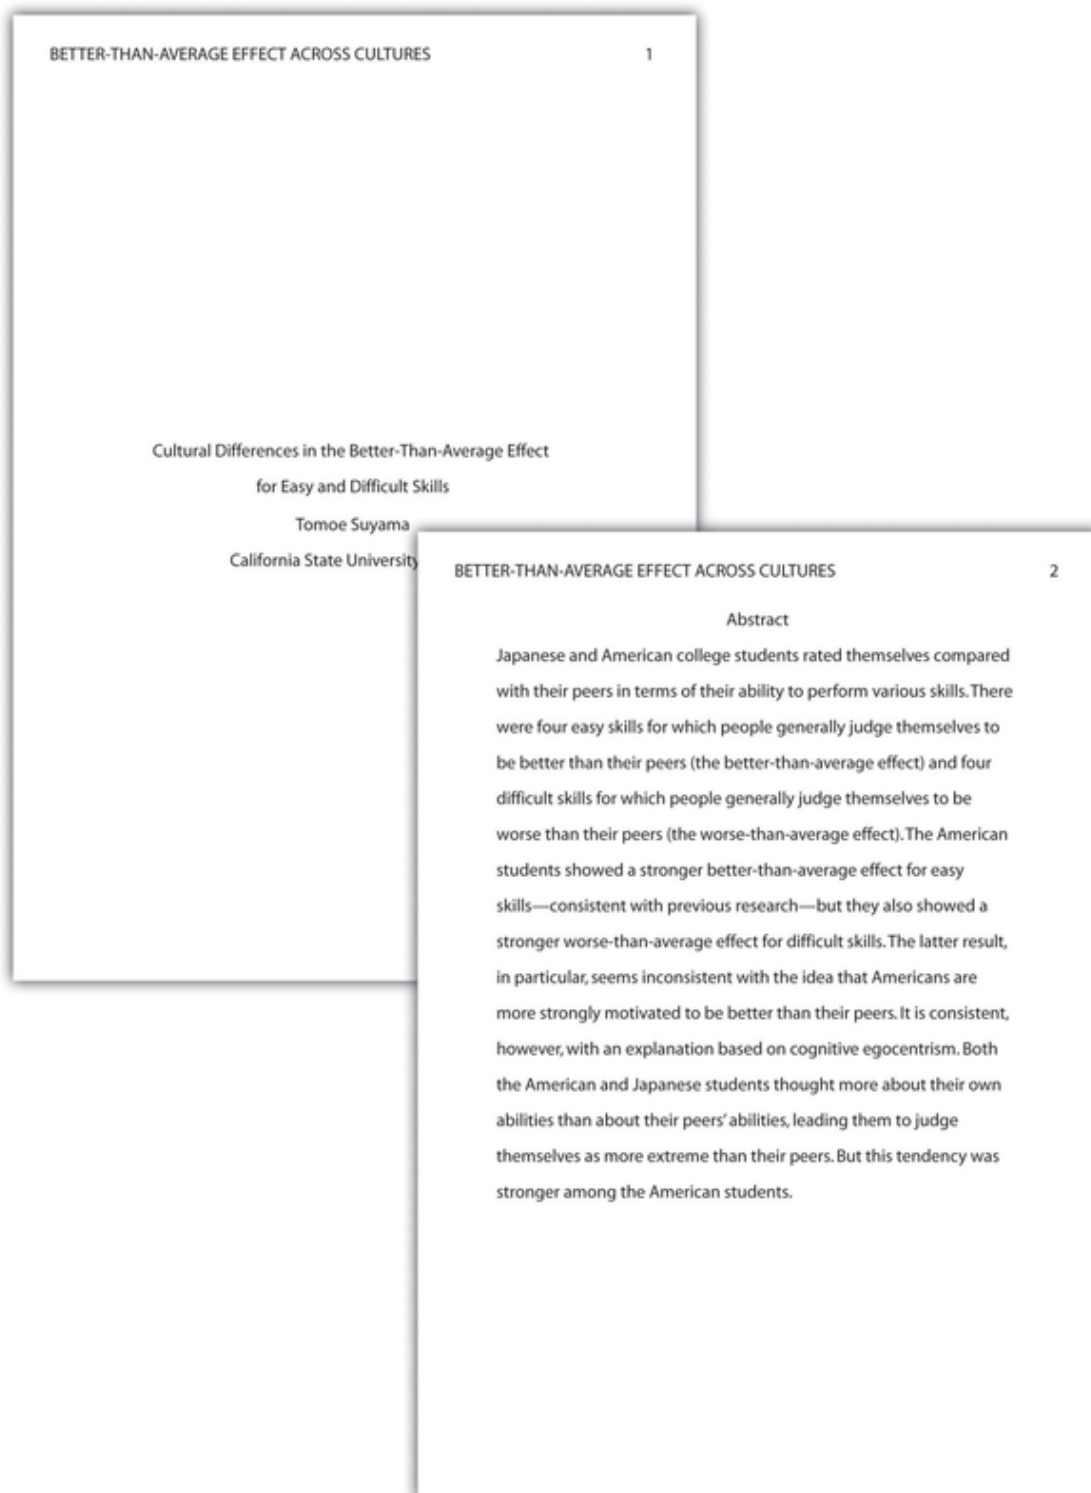 BETTER-THAN-AVERAGE EFFECT ACROSS CULTURES 1
Cultural Differences in the Better-Than-Average Effect
for Easy and Difficult Skills
Tomoe Suyama
California State University
BETTER-THAN-AVERAGE EFFECT ACROSS CULTURES 2
Abstract
Japanese and American college students rated themselves compared
with their peers in terms of their ability to perform various skills. There
were four easy skills for which people generally judge themselves to
be better than their peers (the better-than-average effect) and four
difficult skills for which people generally judge themselves to be
worse than their peers (the worse-than-average effect). The American
students showed a stronger better-than-average effect for easy
skills—consistent with previous research—but they also showed a
stronger worse-than-average effect for difficult skills. The latter result,
in particular, seems inconsistent with the idea that Americans are
more strongly motivated to be better than their peers. It is consistent,
however, with an explanation based on cognitive egocentrism. Both
the American and Japanese students thought more about their own
abilities than about their peers’ abilities, leading them to judge
themselves as more extreme than their peers. But this tendency was
stronger among the American students.